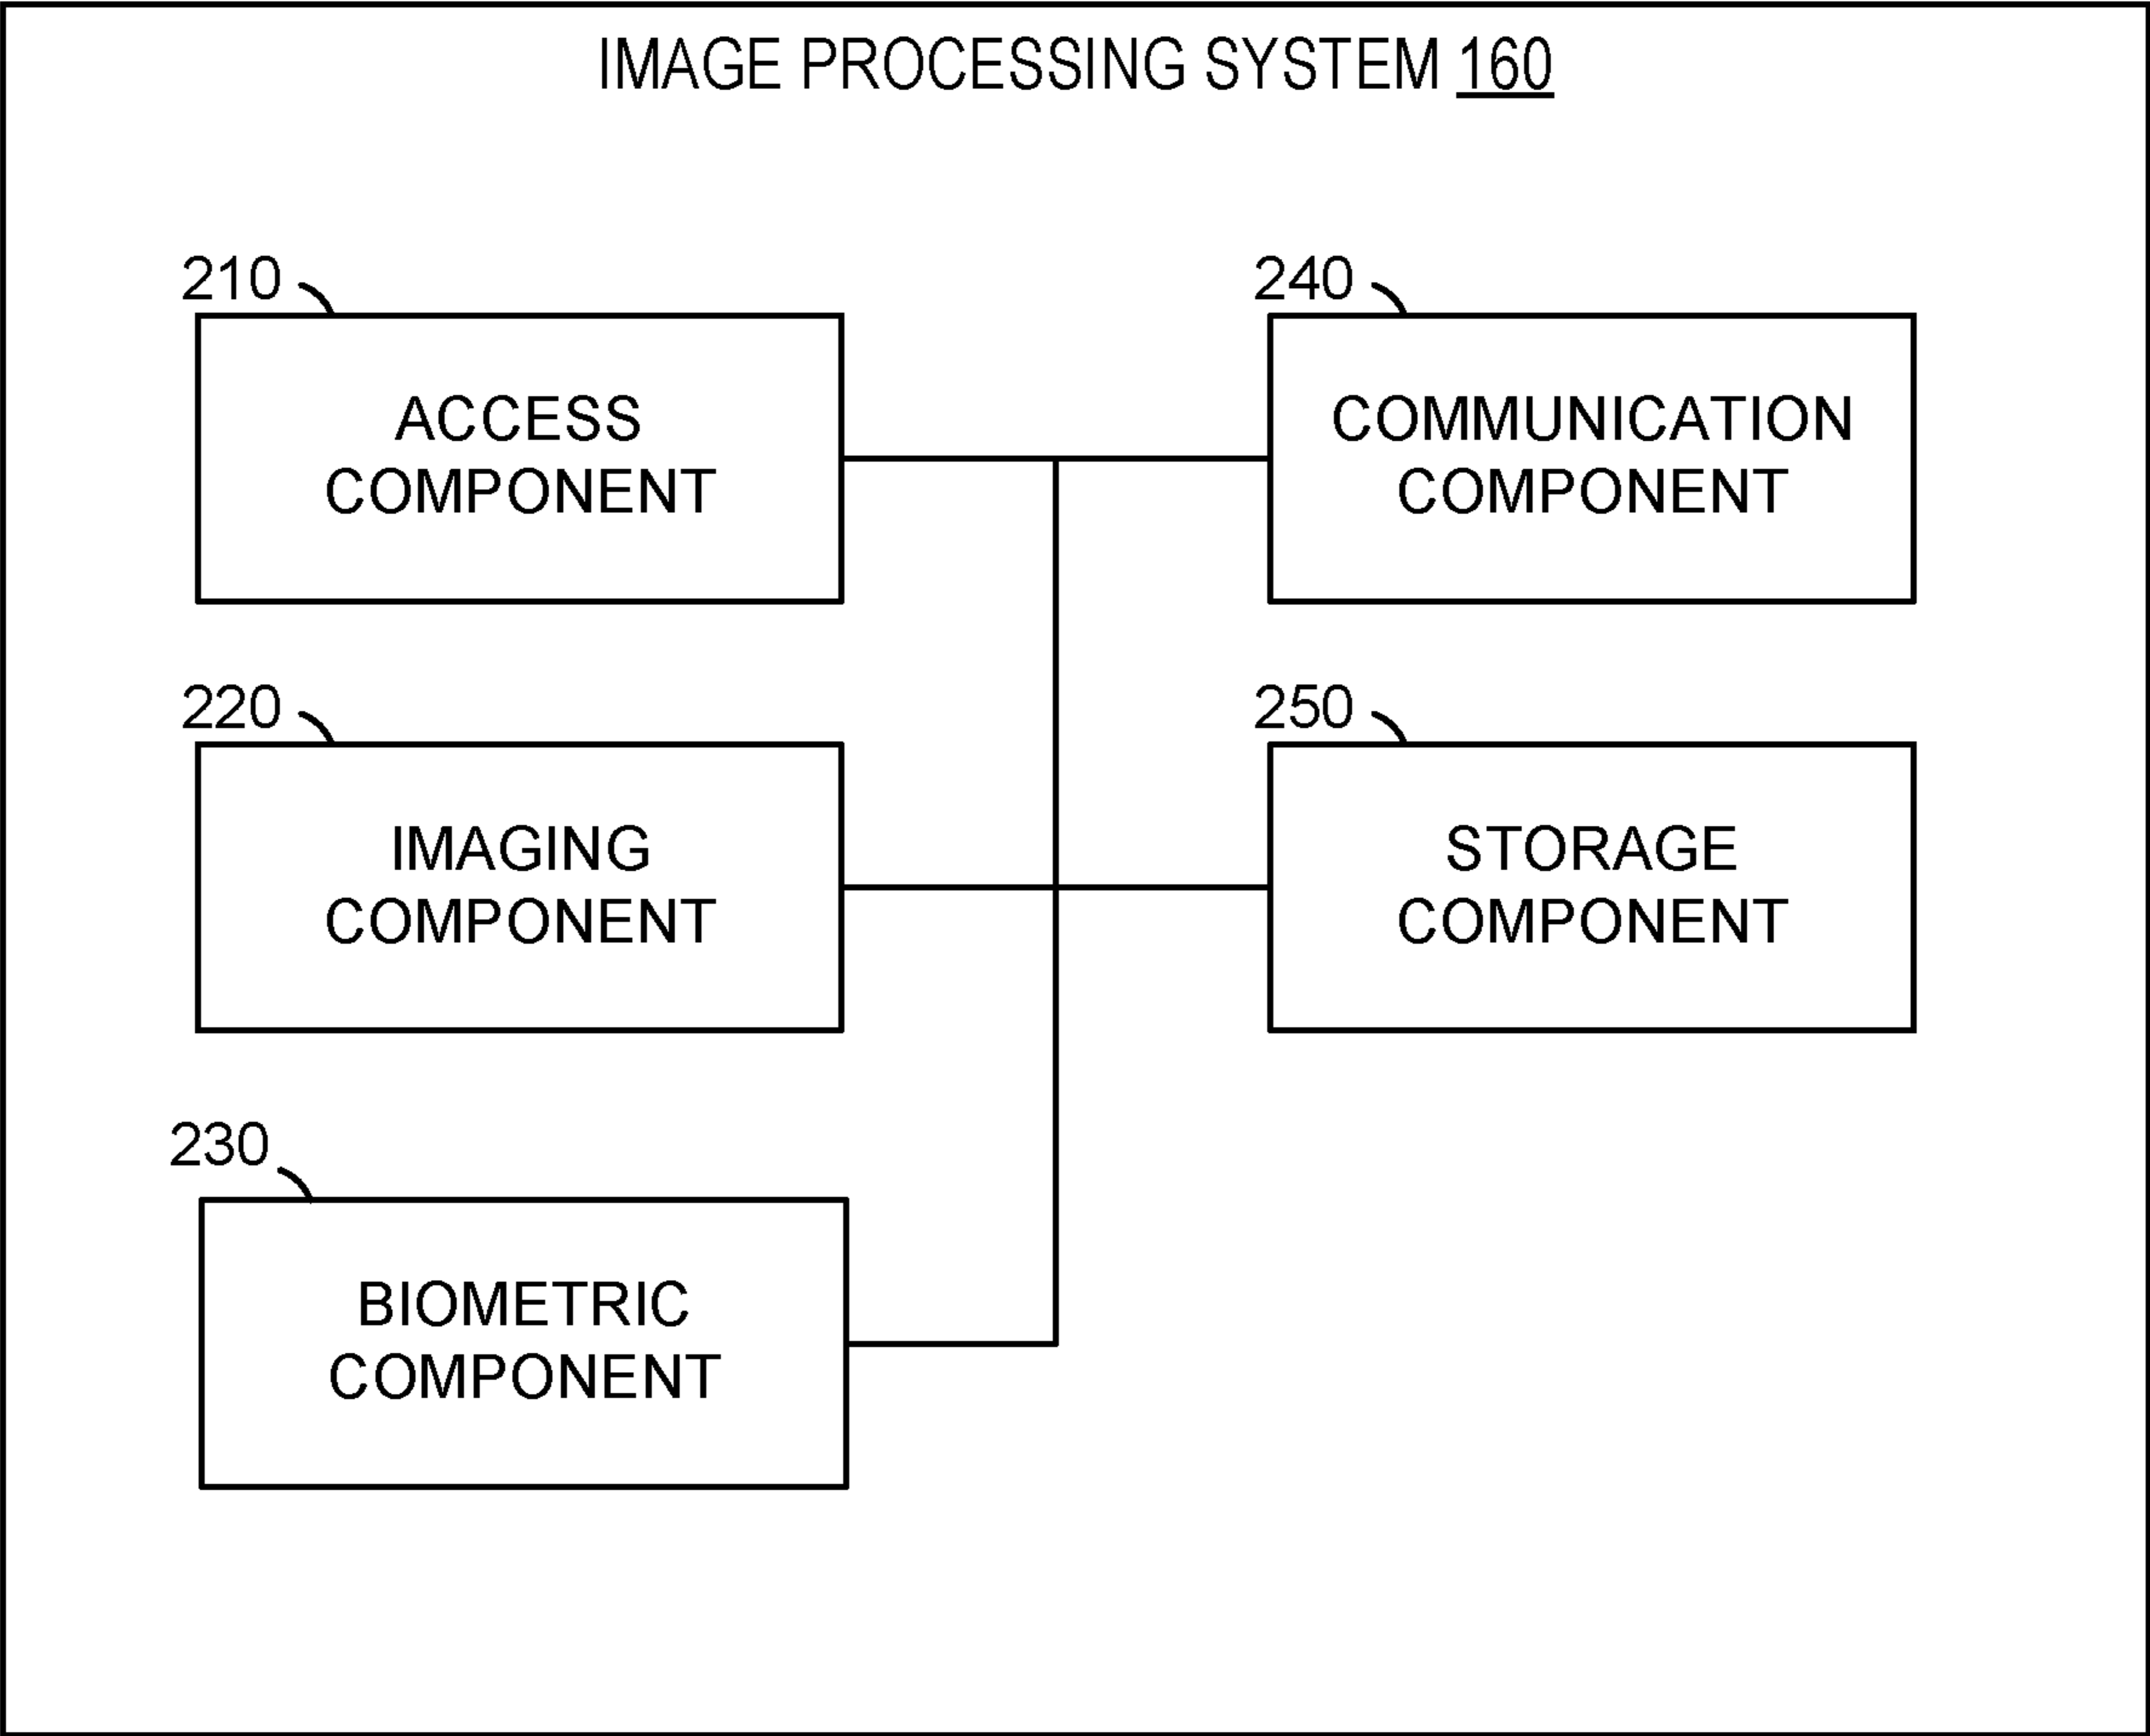 IMAGE PROCESSING SYSTEM 160
210
ACCESS
COMPONENT
240
COMMUNICATION
COMPONENT
220
IMAGING
COMPONENT
250
STORAGE
COMPONENT
230
BIOMETRIC
COMPONENT